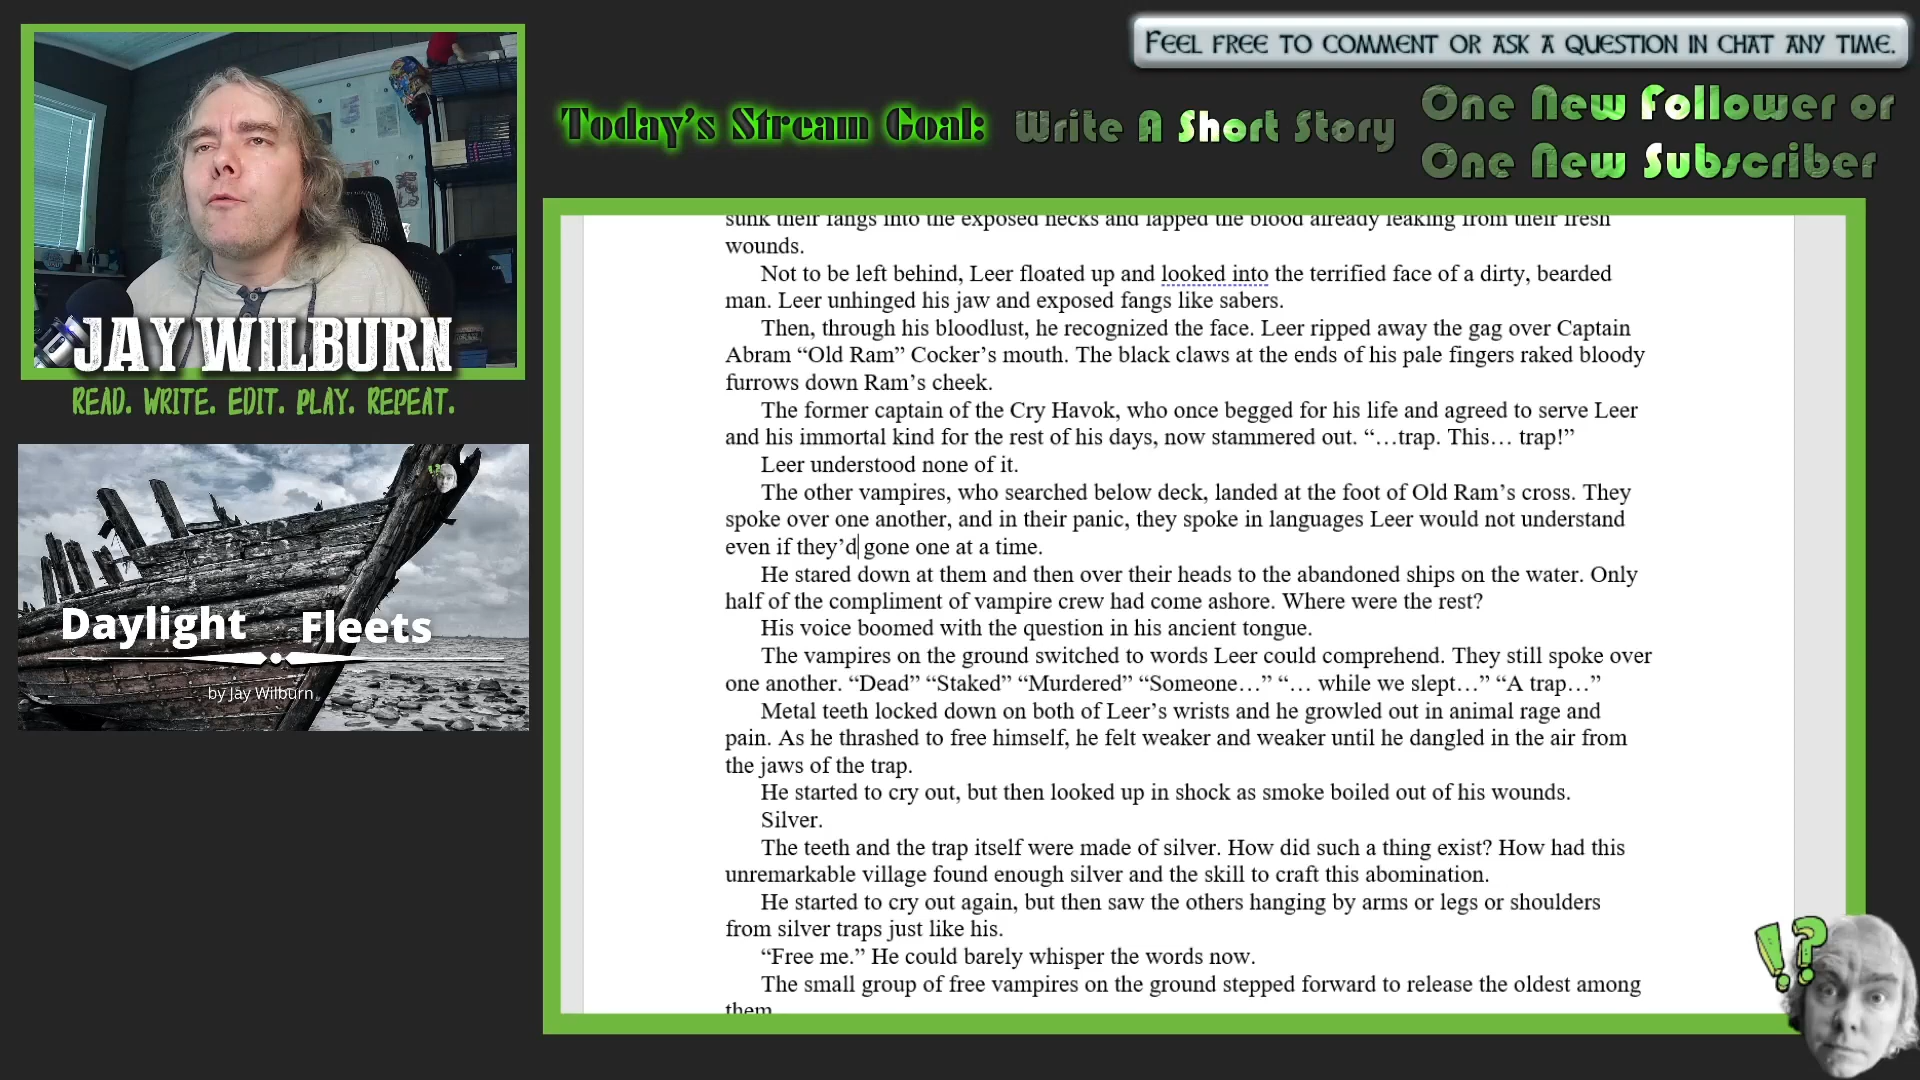 FEEL FREE TO COMMENT OR ASK A QUESTION IN CHAT ANY TIME.
Today's Stream Goal:
Write A Short Story
One New Follower or
One New Subscriber
JAY WILBURN
READ. WRITE. EDIT. PLAY. REPEAT.
Daylight Fleets
by Jay Wilburn
sunk their fangs into the exposed necks and lapped the blood already leaking from their fresh
wounds.
Not to be left behind, Leer floated up and looked into the terrified face of a dirty, bearded
man. Leer unhinged his jaw and exposed fangs like sabers.
Then, through his bloodlust, he recognized the face. Leer ripped away the gag over Captain
Abram “Old Ram” Cocker’s mouth. The black claws at the ends of his pale fingers raked bloody
furrows down Ram’s cheek.
The former captain of the Cry Havok, who once begged for his life and agreed to serve Leer
and his immortal kind for the rest of his days, now stammered out. “…trap. This… trap!”
Leer understood none of it.
The other vampires, who searched below deck, landed at the foot of Old Ram’s cross. They
spoke over one another, and in their panic, they spoke in languages Leer would not understand
even if they’d gone one at a time.
He stared down at them and then over their heads to the abandoned ships on the water. Only
half of the compliment of vampire crew had come ashore. Where were the rest?
His voice boomed with the question in his ancient tongue.
The vampires on the ground switched to words Leer could comprehend. They still spoke over
one another. “Dead” “Staked” “Murdered” “Someone…” “… while we slept…” “A trap…”
Metal teeth locked down on both of Leer’s wrists and he growled out in animal rage and
pain. As he thrashed to free himself, he felt weaker and weaker until he dangled in the air from
the jaws of the trap.
He started to cry out, but then looked up in shock as smoke boiled out of his wounds.
Silver.
The teeth and the trap itself were made of silver. How did such a thing exist? How had this
unremarkable village found enough silver and the skill to craft this abomination.
He started to cry out again, but then saw the others hanging by arms or legs or shoulders
from silver traps just like his.
“Free me.” He could barely whisper the words now.
The small group of free vampires on the ground stepped forward to release the oldest among
them
!?